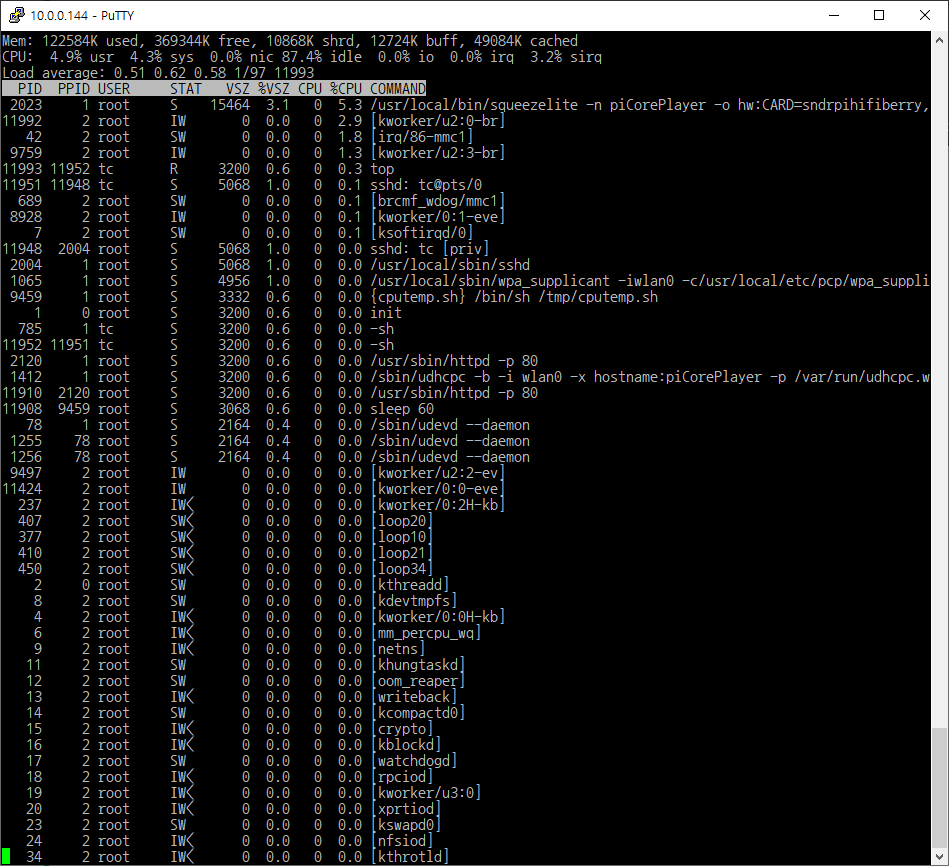 10.0.0.144 - PuTTY
Mem: 122584K used, 369344K free, 10868K shrd, 12724K buff, 49084K cached
CPU:  4.9% usr  4.3% sys  0.0% nic 87.4% idle  0.0% io  0.0% irq  3.2% sirq
Load average: 0.51 0.62 0.58 1/97 11993
  PID  PPID USER     STAT   VSZ %VSZ CPU %CPU COMMAND
 2023     1 root     S    15464  3.1   0  5.3 /usr/local/bin/squeezelite -n piCorePlayer -o hw:CARD=sndrpihifiberry,
11992     2 root     IW       0  0.0   0  2.9 [kworker/u2:0-br]
   42     2 root     SW       0  0.0   0  1.8 [irq/86-mmc1]
 9759     2 root     IW       0  0.0   0  1.3 [kworker/u2:3-br]
11993 11952 tc       R     3200  0.6   0  0.3 top
11951 11948 tc       S     5068  1.0   0  0.1 sshd: tc@pts/0
  689     2 root     SW       0  0.0   0  0.1 [brcmf_wdog/mmc1]
 8928     2 root     IW       0  0.0   0  0.1 [kworker/0:1-eve]
    7     2 root     SW       0  0.0   0  0.1 [ksoftirqd/0]
11948  2004 root     S     5068  1.0   0  0.0 sshd: tc [priv]
 2004     1 root     S     5068  1.0   0  0.0 /usr/local/sbin/sshd
 1065     1 root     S     4956  1.0   0  0.0 /usr/local/sbin/wpa_supplicant -iwlan0 -c/usr/local/etc/pcp/wpa_suppli
 9459     1 root     S     3332  0.6   0  0.0 {cputemp.sh} /bin/sh /tmp/cputemp.sh
    1     0 root     S     3200  0.6   0  0.0 init
  785     1 tc       S     3200  0.6   0  0.0 -sh
11952 11951 tc       S     3200  0.6   0  0.0 -sh
 2120     1 root     S     3200  0.6   0  0.0 /usr/sbin/httpd -p 80
 1412     1 root     S     3200  0.6   0  0.0 /sbin/udhcpc -b -i wlan0 -x hostname:piCorePlayer -p /var/run/udhcpc.w
11910  2120 root     S     3200  0.6   0  0.0 /usr/sbin/httpd -p 80
11908  9459 root     S     3068  0.6   0  0.0 sleep 60
   78     1 root     S     2164  0.4   0  0.0 /sbin/udevd --daemon
 1255    78 root     S     2164  0.4   0  0.0 /sbin/udevd --daemon
 1256    78 root     S     2164  0.4   0  0.0 /sbin/udevd --daemon
 9497     2 root     IW       0  0.0   0  0.0 [kworker/u2:2-ev]
11424     2 root     IW       0  0.0   0  0.0 [kworker/0:0-eve]
  237     2 root     IW<      0  0.0   0  0.0 [kworker/0:2H-kb]
  407     2 root     SW<      0  0.0   0  0.0 [loop20]
  377     2 root     SW<      0  0.0   0  0.0 [loop10]
  410     2 root     SW<      0  0.0   0  0.0 [loop21]
  450     2 root     SW<      0  0.0   0  0.0 [loop34]
    2     0 root     SW       0  0.0   0  0.0 [kthreadd]
    8     2 root     SW       0  0.0   0  0.0 [kdevtmpfs]
    4     2 root     IW<      0  0.0   0  0.0 [kworker/0:0H-kb]
    6     2 root     IW<      0  0.0   0  0.0 [mm_percpu_wq]
    9     2 root     IW<      0  0.0   0  0.0 [netns]
   11     2 root     SW       0  0.0   0  0.0 [khungtaskd]
   12     2 root     SW       0  0.0   0  0.0 [oom_reaper]
   13     2 root     IW<      0  0.0   0  0.0 [writeback]
   14     2 root     SW       0  0.0   0  0.0 [kcompactd0]
   15     2 root     IW<      0  0.0   0  0.0 [crypto]
   16     2 root     IW<      0  0.0   0  0.0 [kblockd]
   17     2 root     SW       0  0.0   0  0.0 [watchdogd]
   18     2 root     IW<      0  0.0   0  0.0 [rpciod]
   19     2 root     IW<      0  0.0   0  0.0 [kworker/u3:0]
   20     2 root     IW<      0  0.0   0  0.0 [xprtiod]
   23     2 root     SW       0  0.0   0  0.0 [kswapd0]
   24     2 root     IW<      0  0.0   0  0.0 [nfsiod]
   34     2 root     IW<      0  0.0   0  0.0 [kthrotld]